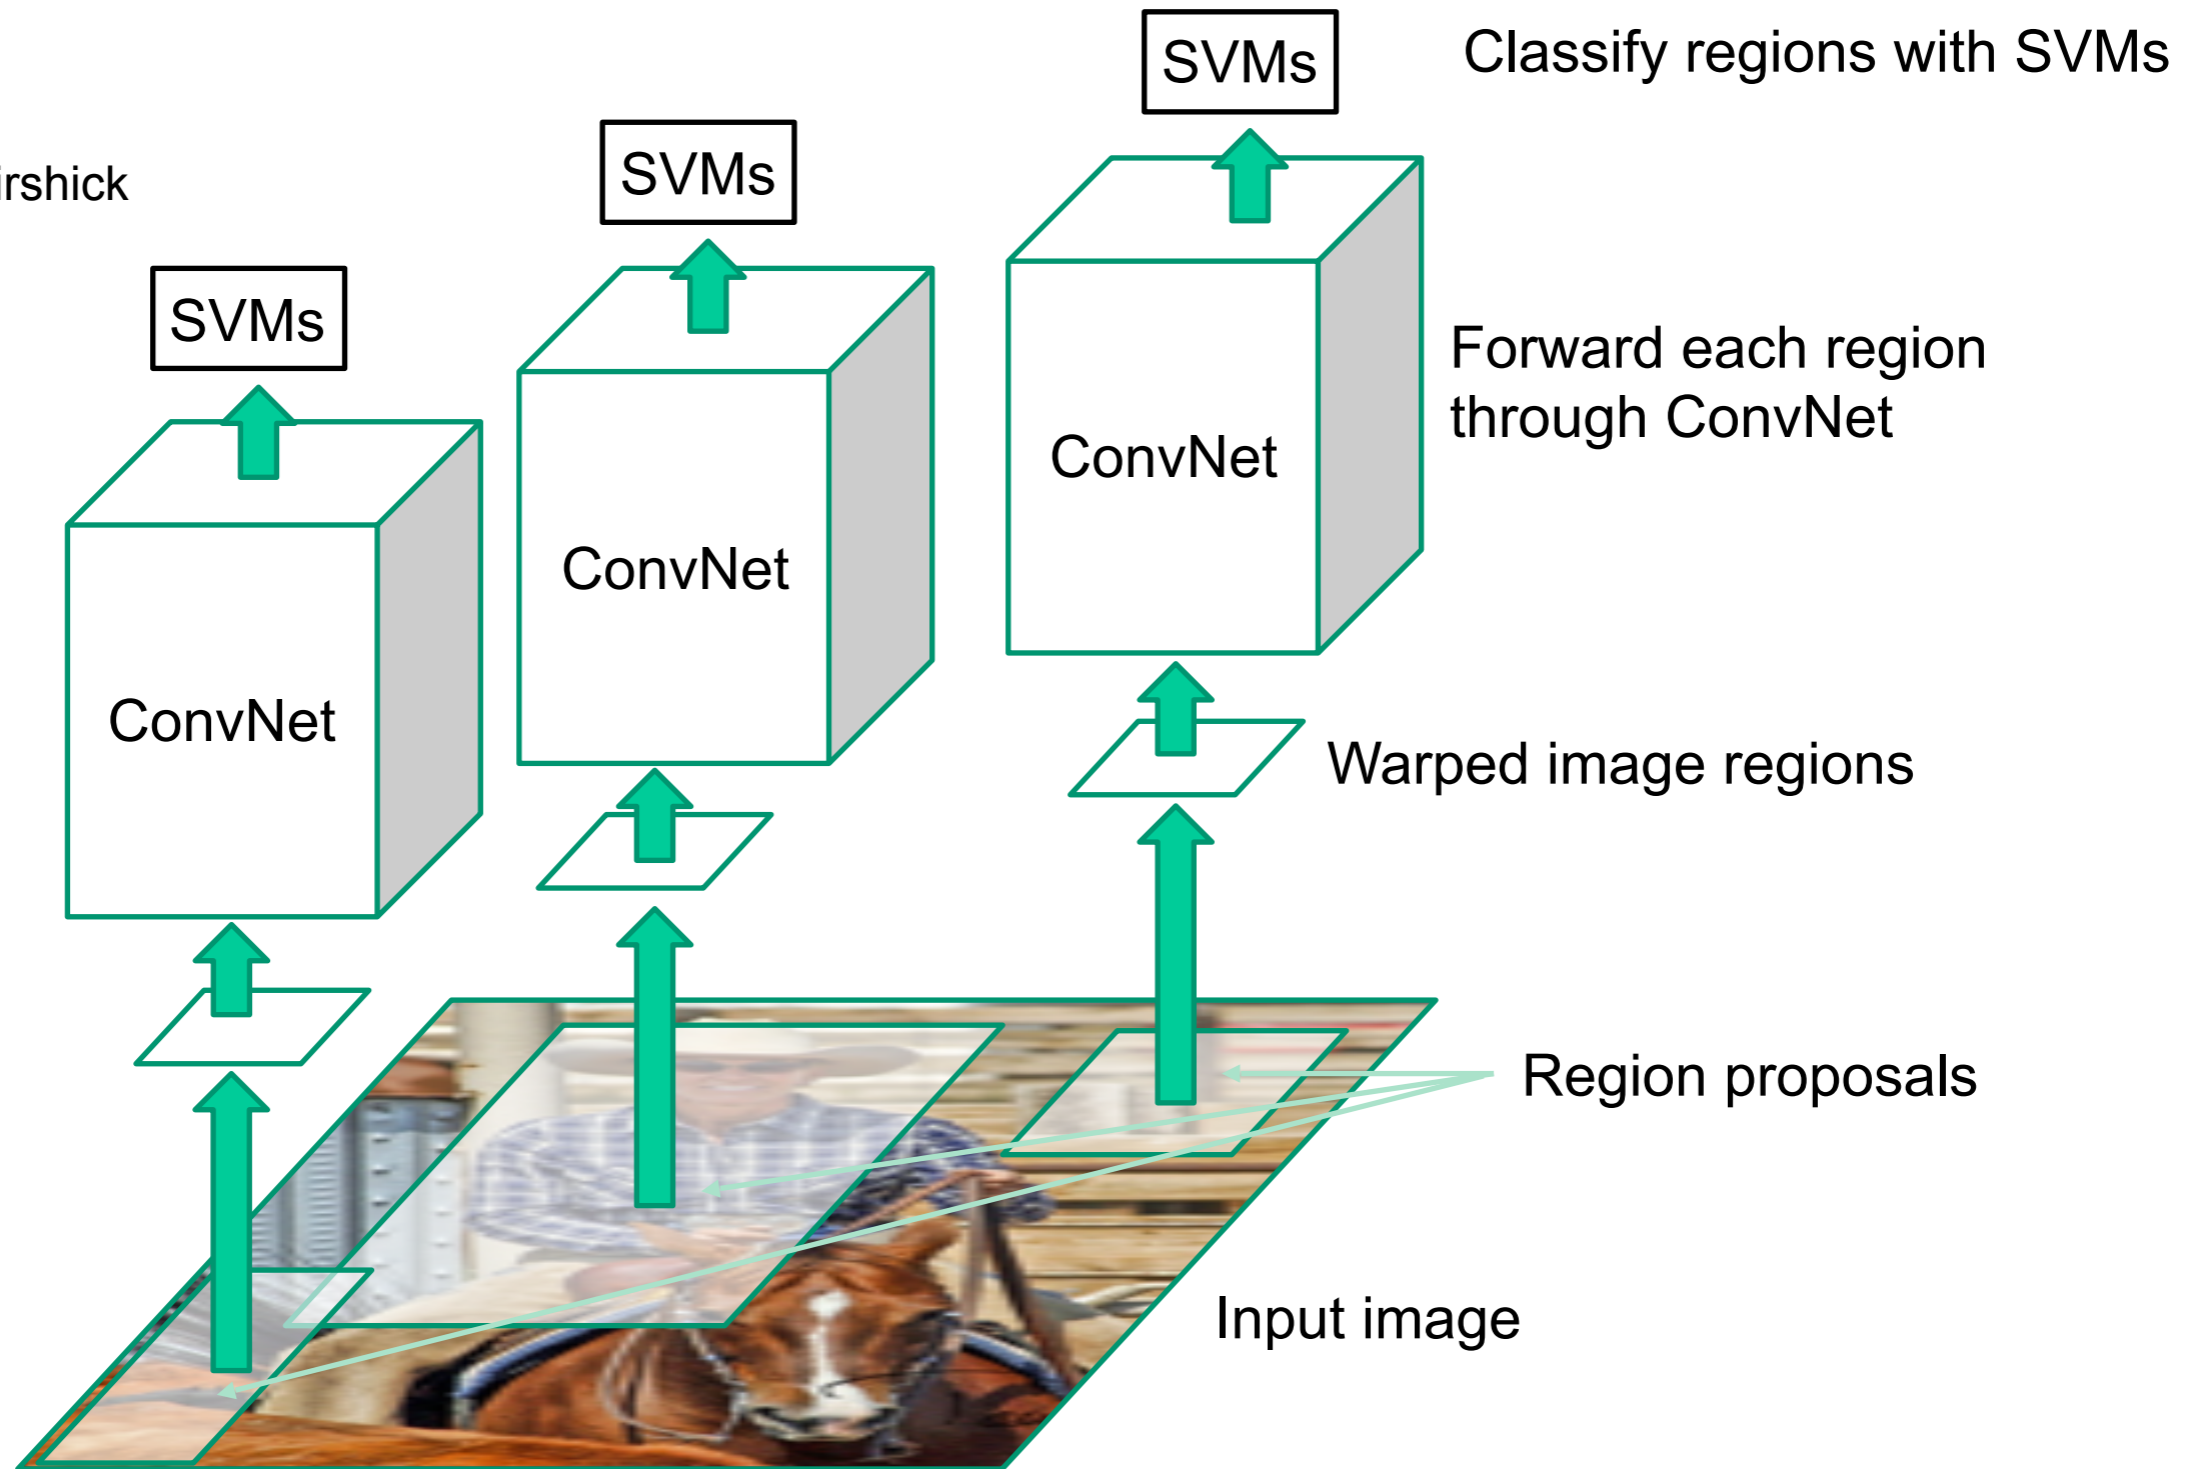 SVMs
Classify regions with SVMs
SVMs
irshick
SVMs
Forward each region
through ConvNet
ConvNet
ConvNet
ConvNet
Warped image regions
Region proposals
Input image